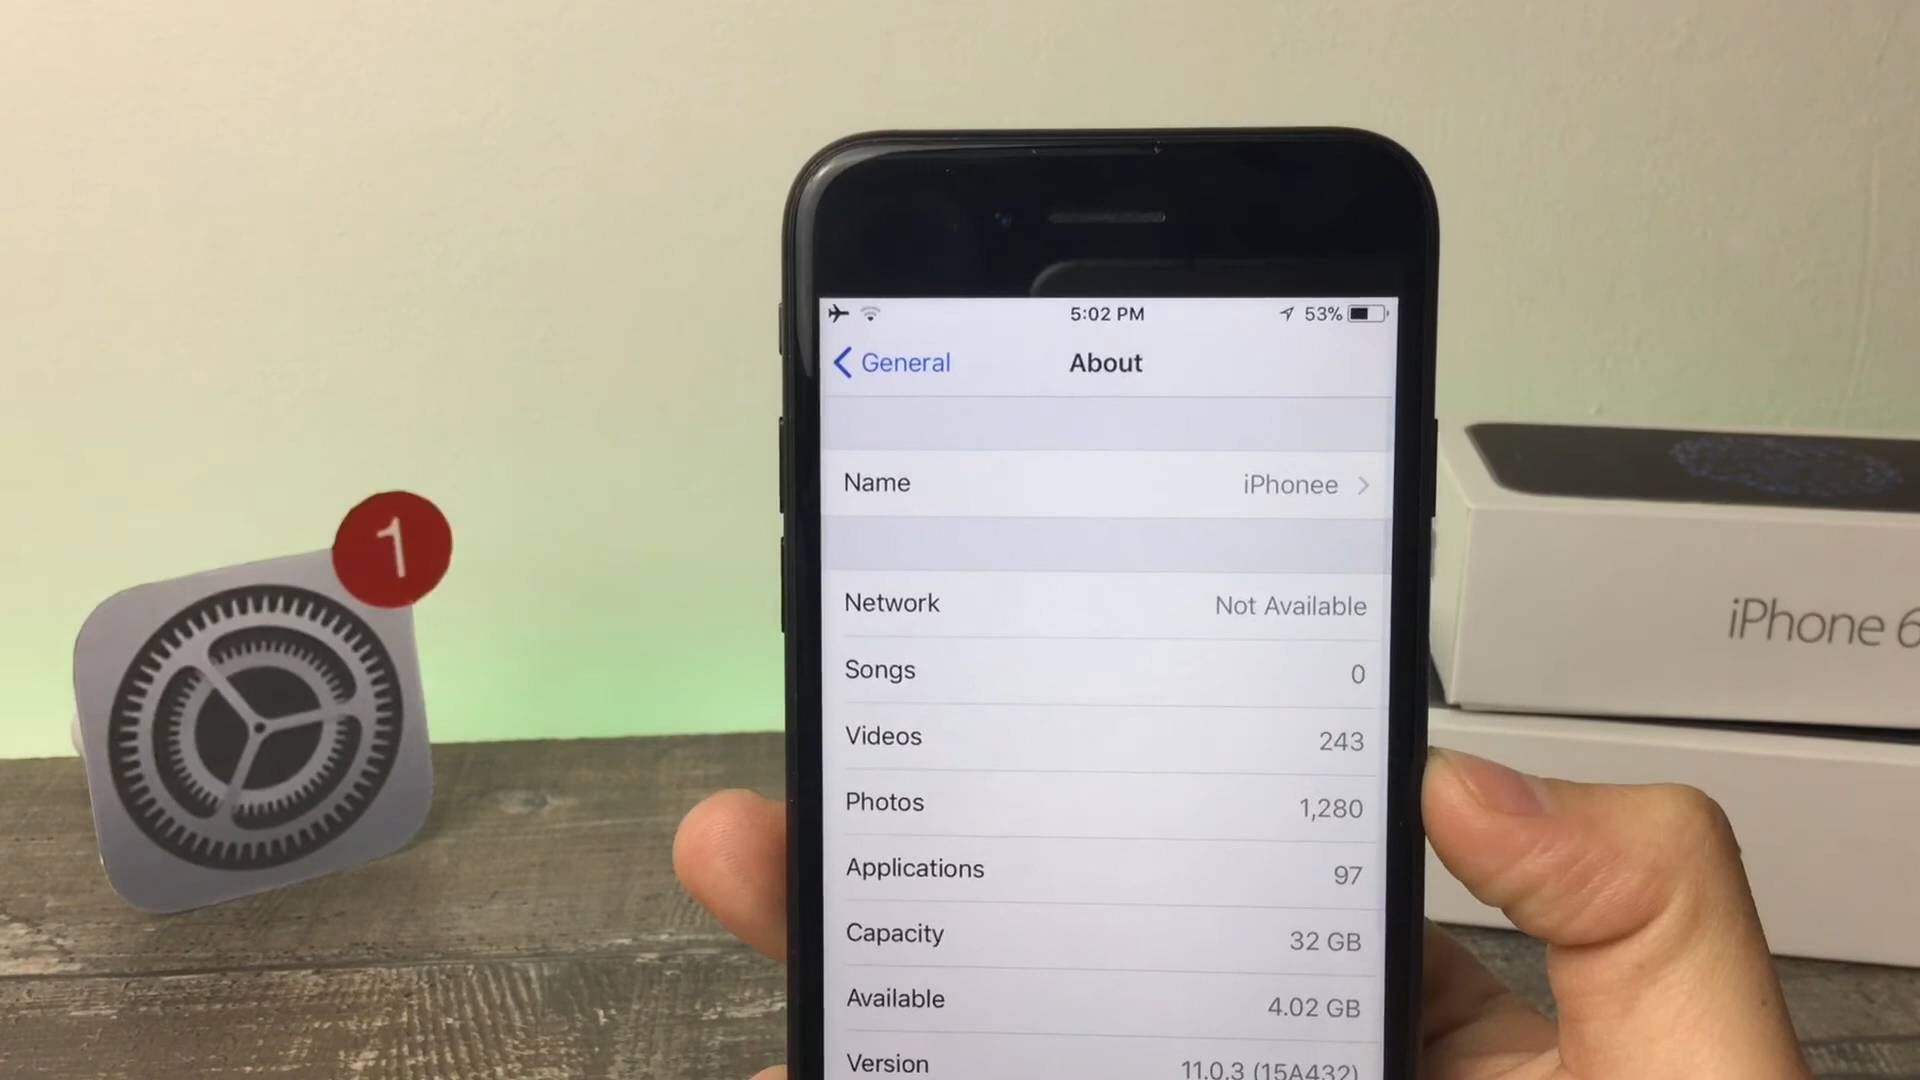 5:02 PM 53%
General About
Name iPhonee
Network Not Available
Songs 0
Videos 243
Photos 1,280
Applications 97
Capacity 32 GB
Available 4.02 GB
Version 11.0.3 (15A432)
1
iPhone 6